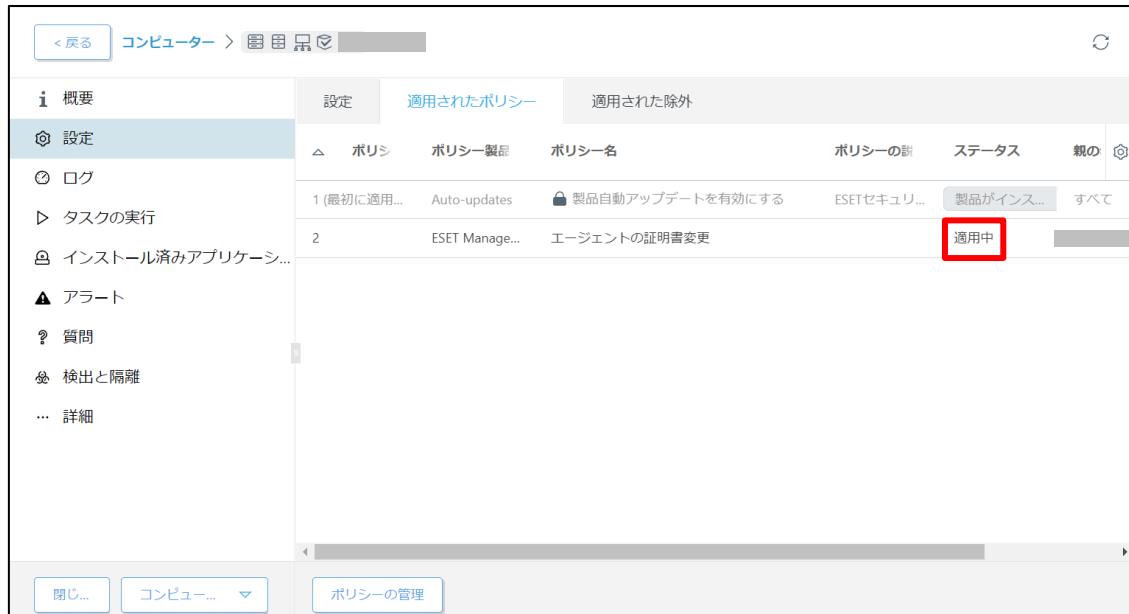 < 戻る コンピューター >
i 概要
設定
ログ
タスクの実行
インストール済みアプリケーシ...
アラート
質問
検出と隔離
... 詳細
設定 適用されたポリシー 適用された除外
ポリシ ポリシー製品 ポリシー名 ポリシーの説 ステータス 親の
1 (最初に適用... Auto-updates 製品自動アップデートを有効にする ESETセキュリ... 製品がインス... すべて
2 ESET Manage... エージェントの証明書変更 適用中
閉じ... コンピュー... ポリシーの管理